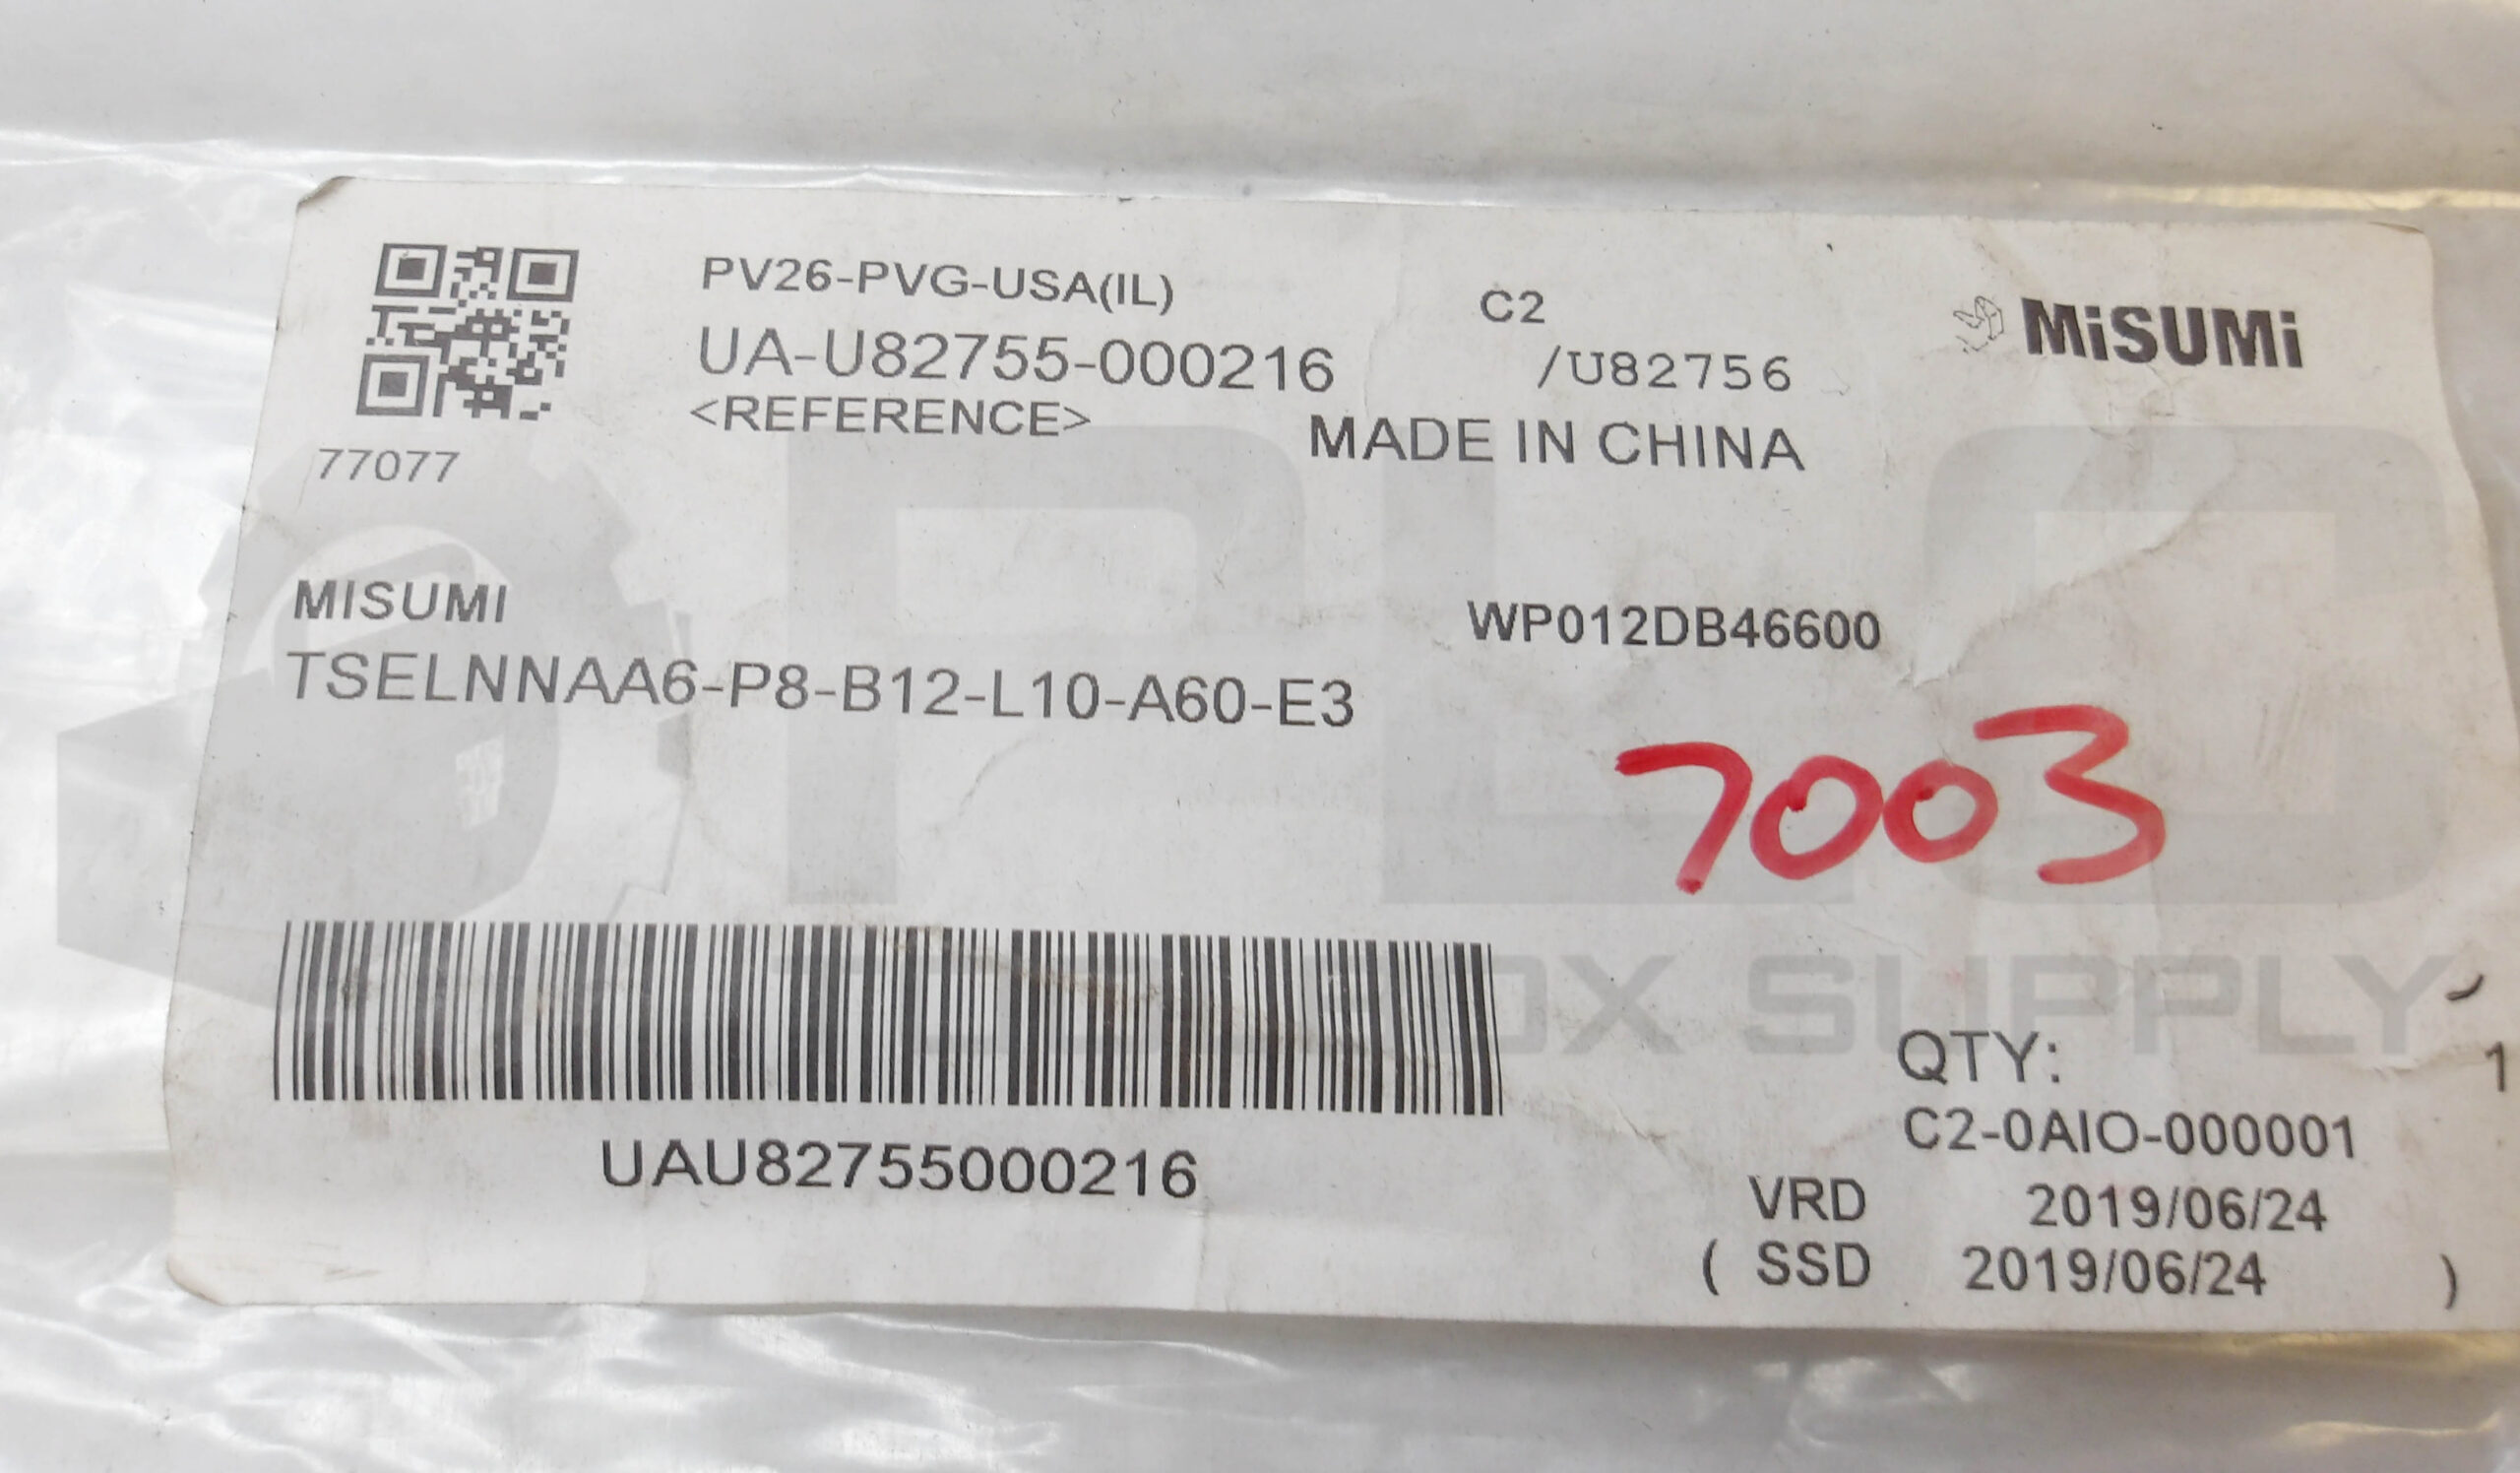 PV26-PVG-USA(IL)
C2
MiSUMi
UA-U82755-000216
/U82756
<REFERENCE>
MADE IN CHINA
77077
MISUMI
WP012DB46600
TSELNNAA6-P8-B12-L10-A60-E3
7003
PLC
SUPPLY
QTY: 1
C2-0AIO-000001
UAU82755000216
VRD 2019/06/24
( SSD 2019/06/24 )